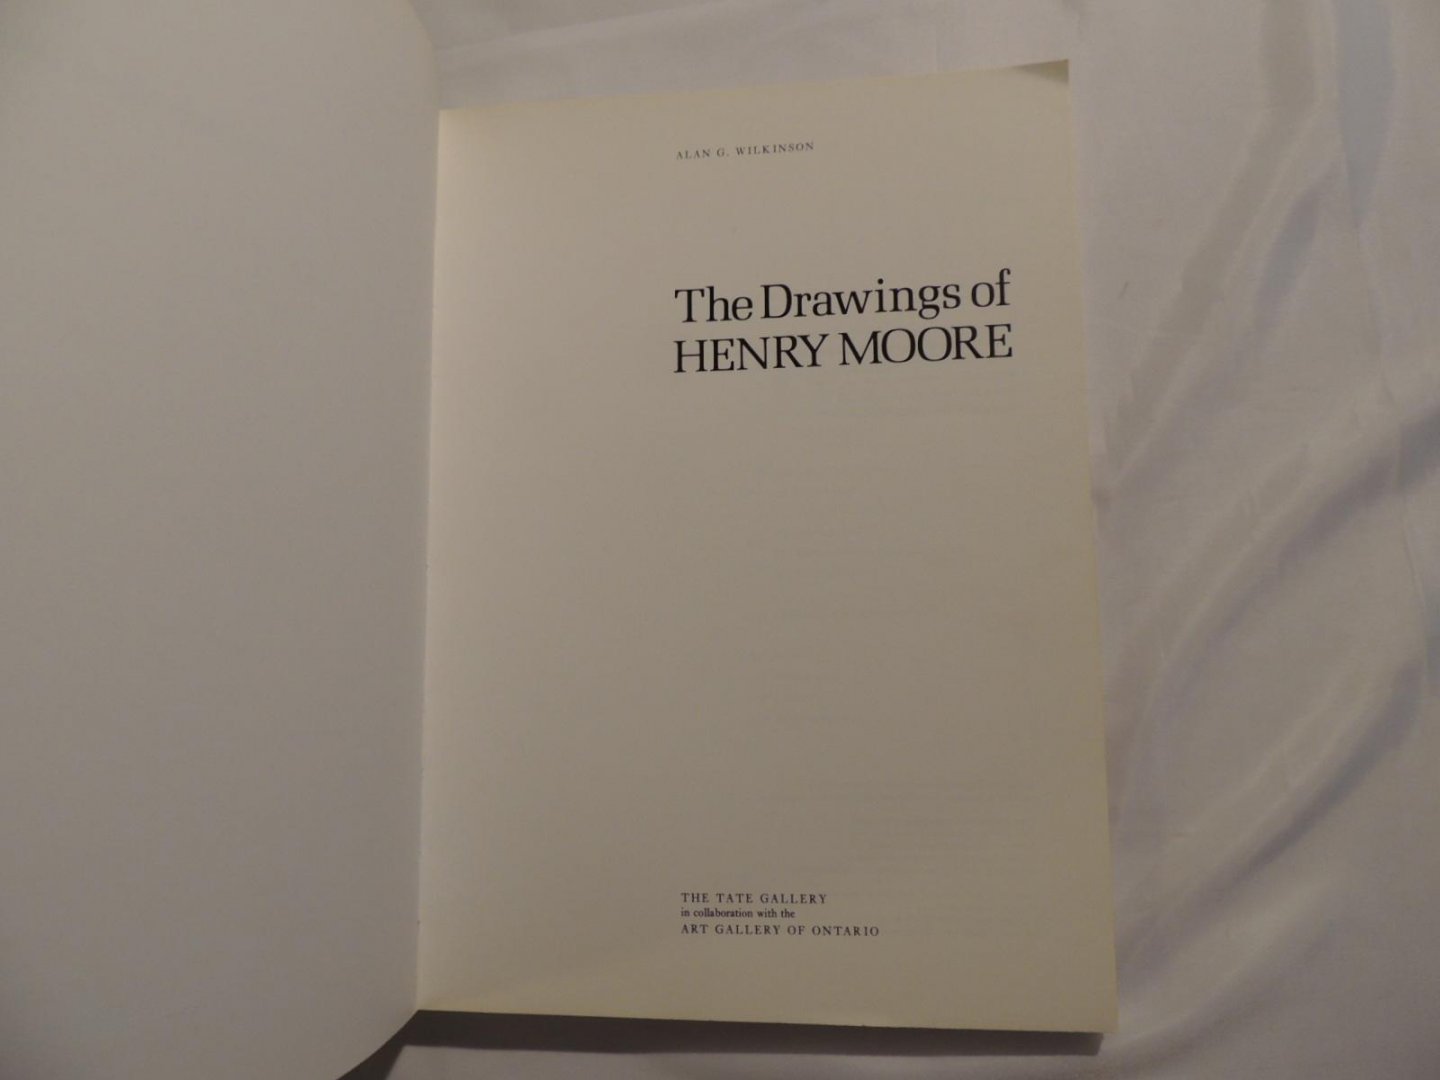 ALAN G. WILKINSON
The Drawings of
HENRY MOORE
THE TATE GALLERY
in collaboration with the
ART GALLERY OF ONTARIO